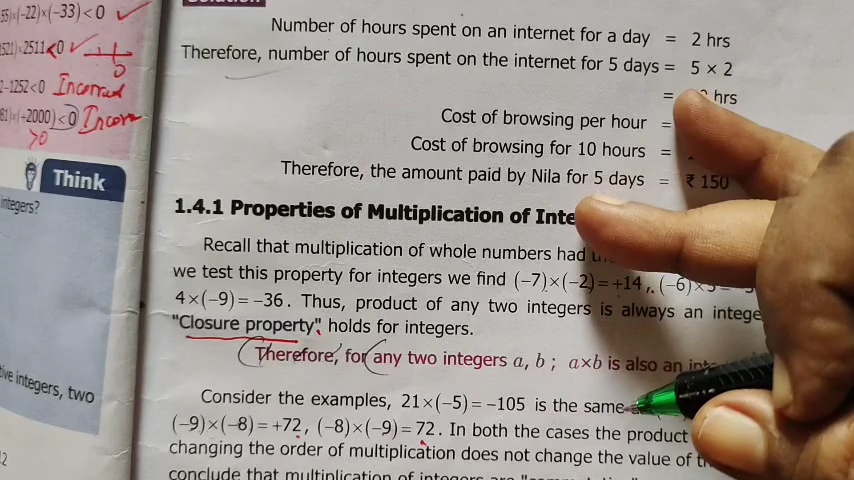 55)×(−22)×(−33) < 0
521)×2511 < 0
0
2−1252<0 Incorrect
81)×(−2000) < 0
>0
Think
integers?
tive integers, two
Solution
Number of hours spent on an internet for a day = 2 hrs
Therefore, number of hours spent on the internet for 5 days = 5 × 2
= hrs
Cost of browsing per hour =
Cost of browsing for 10 hours =
Therefore, the amount paid by Nila for 5 days = ₹ 150
1.4.1 Properties of Multiplication of Inte
Recall that multiplication of whole numbers had
we test this property for integers we find (−7)×(−2)=+14, (−6)×
4×(−9)=−36. Thus, product of any two integers is always an intege
"Closure property", holds for integers.
Therefore, for any two integers a, b ; a×b is also an
Consider the examples, 21×(−5)=−105 is the same
(−9)×(−8)=+72, (−8)×(−9)=72. In both the cases the product
changing the order of multiplication does not change the value of
conclude that multiplication of integers are